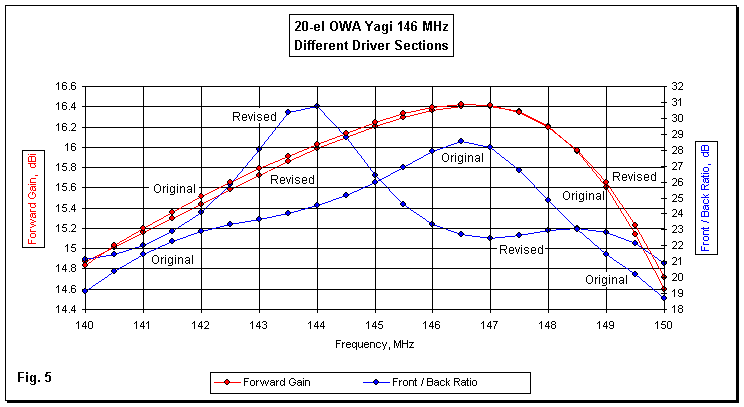 20-el OWA Yagi 146 MHz
Different Driver Sections
16.6
16.4
16.2
16
15.8
15.6
15.4
15.2
15
14.8
14.6
14.4
Forward Gain, dBi
32
31
30
29
28
27
26
25
24
23
22
21
20
19
18
Front / Back Ratio, dB
Revised
Original
Original
Revised
Revised
Original
Original
Revised
Original
140 141 142 143 144 145 146 147 148 149 150
Frequency, MHz
Fig. 5
Forward Gain Front / Back Ratio